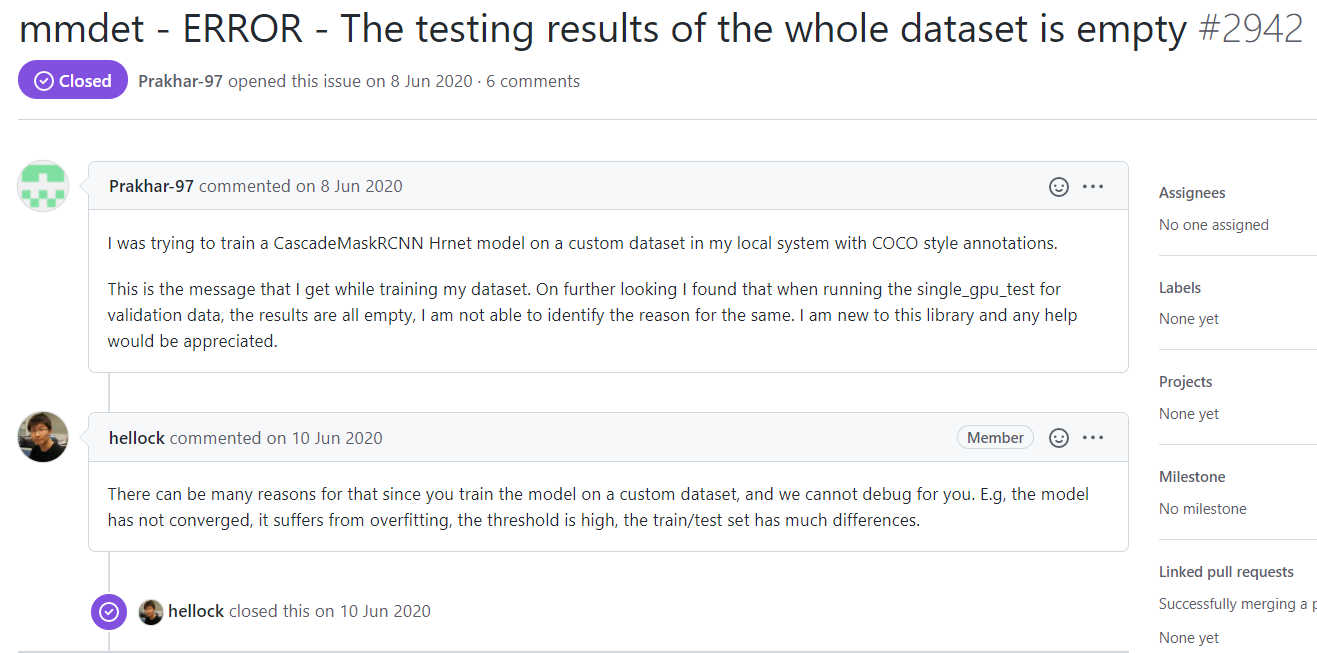 mmdet - ERROR - The testing results of the whole dataset is empty #2942
Closed Prakhar-97 opened this issue on 8 Jun 2020 · 6 comments
Prakhar-97 commented on 8 Jun 2020
I was trying to train a CascadeMaskRCNN Hrnet model on a custom dataset in my local system with COCO style annotations.
This is the message that I get while training my dataset. On further looking I found that when running the single_gpu_test for
validation data, the results are all empty, I am not able to identify the reason for the same. I am new to this library and any help
would be appreciated.
hellock commented on 10 Jun 2020 Member
There can be many reasons for that since you train the model on a custom dataset, and we cannot debug for you. E.g, the model
has not converged, it suffers from overfitting, the threshold is high, the train/test set has much differences.
hellock closed this on 10 Jun 2020
Assignees
No one assigned
Labels
None yet
Projects
None yet
Milestone
No milestone
Linked pull requests
Successfully merging a p
None yet